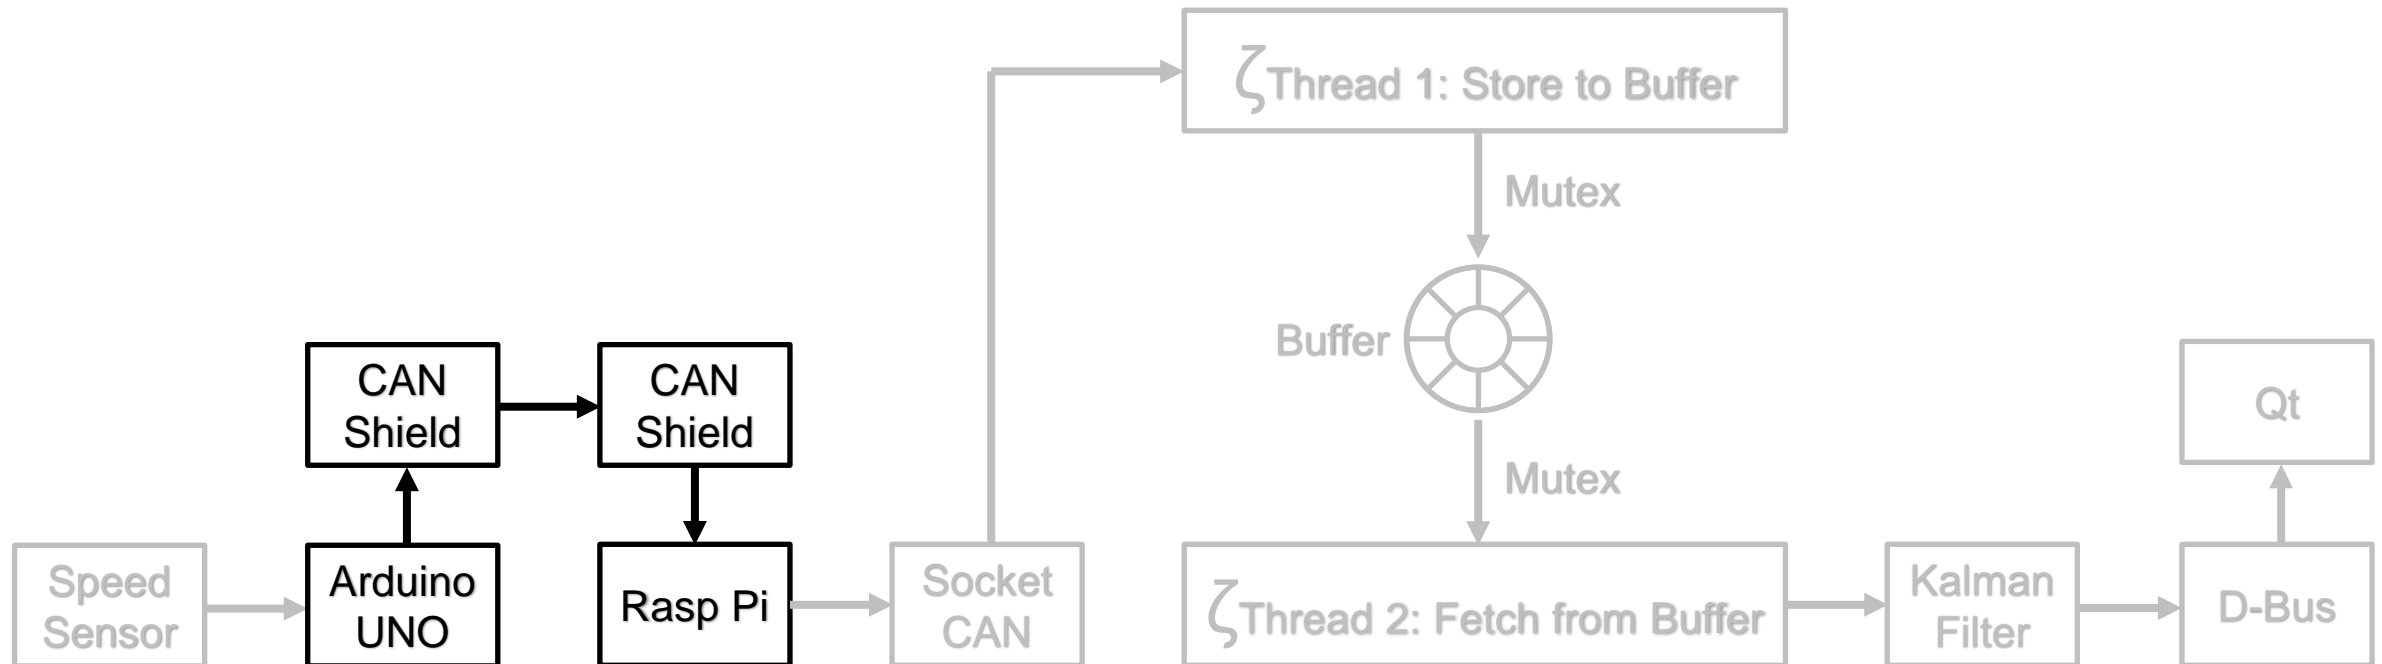 ζThread 1: Store to Buffer
Mutex
Buffer
CAN
Shield
CAN
Shield
Qt
Mutex
Speed
Sensor
Arduino
UNO
Rasp Pi
Socket
CAN
ζThread 2: Fetch from Buffer
Kalman
Filter
D-Bus